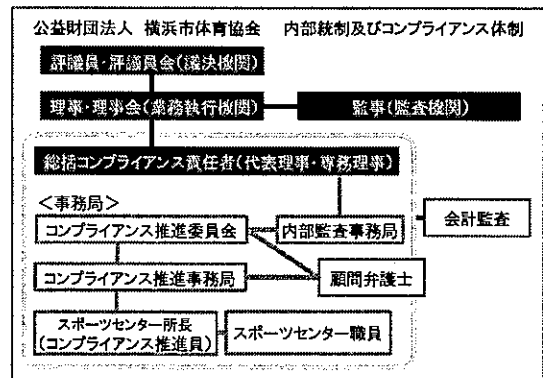 公益財団法人 横浜市体育協会 内部統制及びコンプライアンス体制
評議員・評議員会(議決機関)
理事・理事会(業務執行機関)
監事(監査機関)
総括コンプライアンス責任者(代表理事・専務理事)
＜事務局＞
コンプライアンス推進委員会
内部監査事務局
会計監査
コンプライアンス推進事務局
顧問弁護士
スポーツセンター所長
(コンプライアンス推進員)
スポーツセンター職員